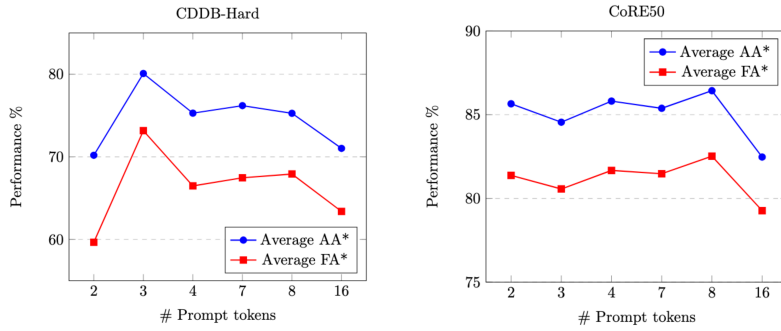 CDDB-Hard
80
70
60
Performance %
Average AA*
Average FA*
2 3 4 7 8 16
# Prompt tokens
CoRE50
90
85
80
75
Performance %
Average AA*
Average FA*
2 3 4 7 8 16
# Prompt tokens